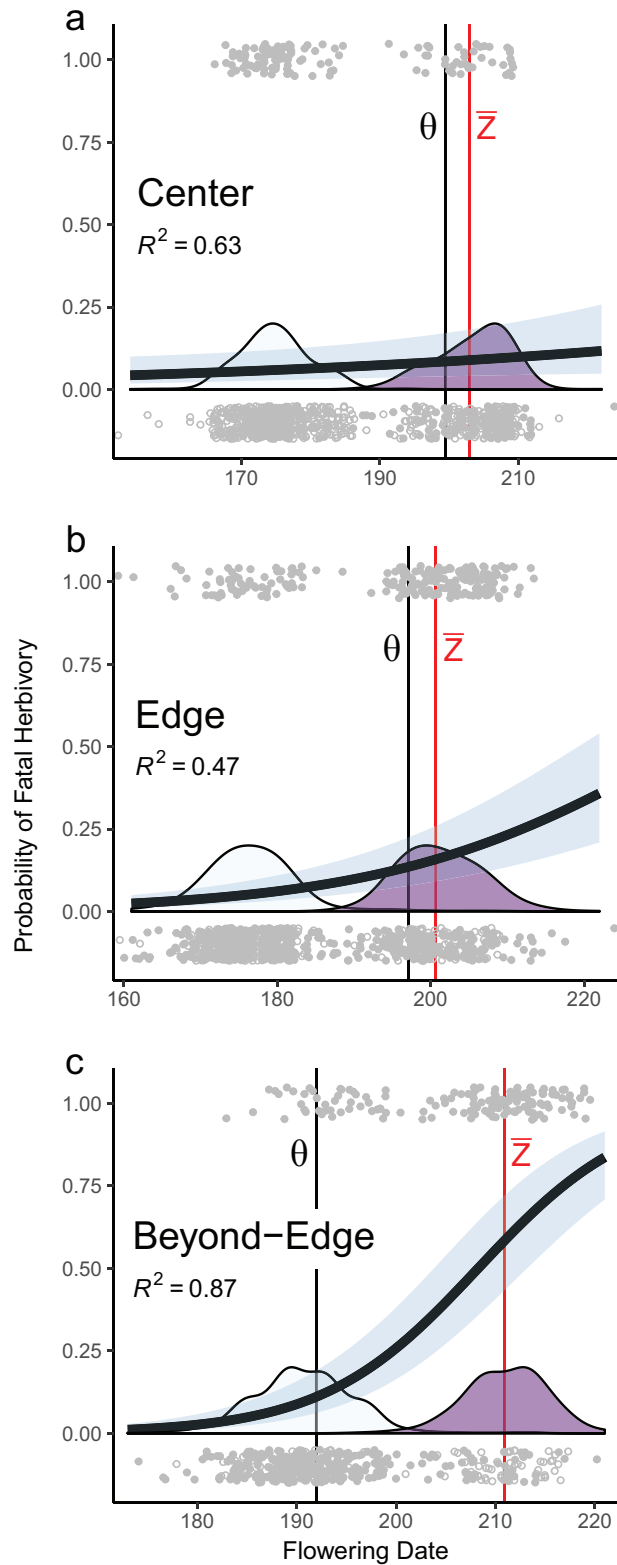 a
1.00
θ
Z̅
0.75
Center
0.50
R² = 0.63
0.25
0.00
170
190
210
b
1.00
0.75
θ
Z̅
Edge
0.50
R² = 0.47
0.25
0.00
160
180
200
220
c
1.00
θ
Z̅
0.75
Beyond−Edge
0.50
R² = 0.87
0.25
0.00
180
190
200
210
220
Flowering Date
Probability of Fatal Herbivory